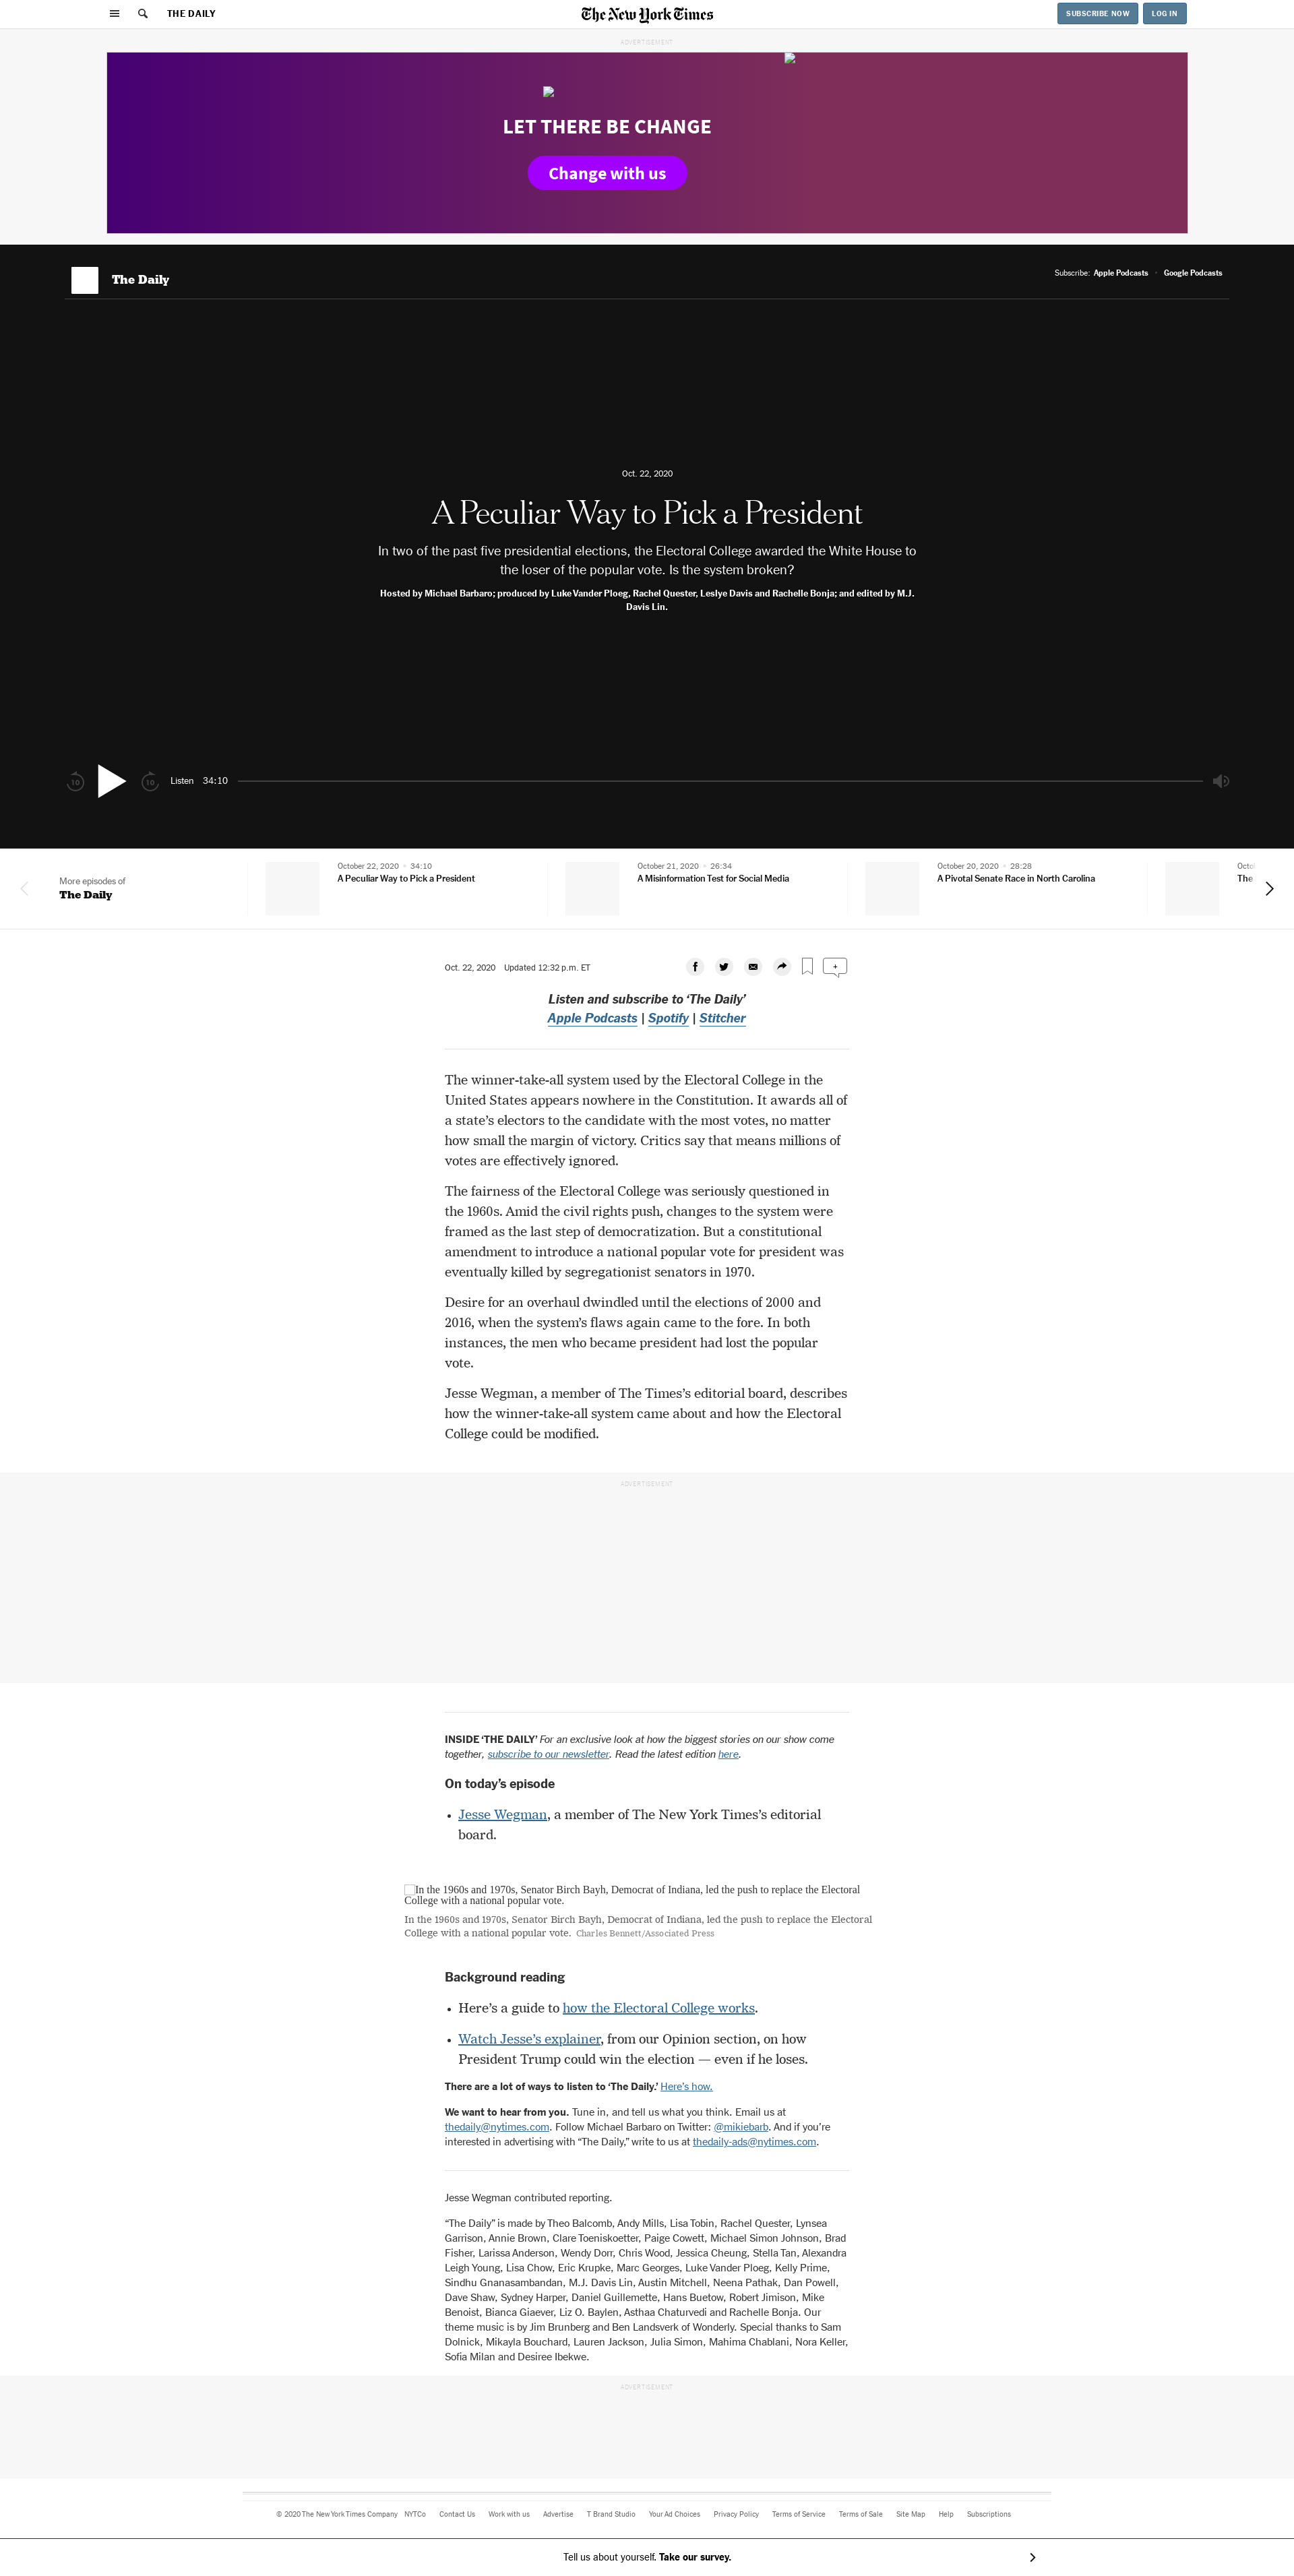 THE DAILY
The New York Times
SUBSCRIBE NOW
LOG IN
ADVERTISEMENT
LET THERE BE CHANGE
Change with us
The Daily
Subscribe: Apple Podcasts • Google Podcasts
Oct. 22, 2020
A Peculiar Way to Pick a President
In two of the past five presidential elections, the Electoral College awarded the White House to
the loser of the popular vote. Is the system broken?
Hosted by Michael Barbaro; produced by Luke Vander Ploeg, Rachel Quester, Leslye Davis and Rachelle Bonja; and edited by M.J.
Davis Lin.
10
10
Listen 34:10
More episodes of
The Daily
October 22, 2020 • 34:10
A Peculiar Way to Pick a President
October 21, 2020 • 26:34
A Misinformation Test for Social Media
October 20, 2020 • 28:28
A Pivotal Senate Race in North Carolina
The
Oct. 22, 2020 Updated 12:32 p.m. ET
+
Listen and subscribe to ‘The Daily’
Apple Podcasts | Spotify | Stitcher
The winner-take-all system used by the Electoral College in the
United States appears nowhere in the Constitution. It awards all of
a state’s electors to the candidate with the most votes, no matter
how small the margin of victory. Critics say that means millions of
votes are effectively ignored.
The fairness of the Electoral College was seriously questioned in
the 1960s. Amid the civil rights push, changes to the system were
framed as the last step of democratization. But a constitutional
amendment to introduce a national popular vote for president was
eventually killed by segregationist senators in 1970.
Desire for an overhaul dwindled until the elections of 2000 and
2016, when the system’s flaws again came to the fore. In both
instances, the men who became president had lost the popular
vote.
Jesse Wegman, a member of The Times’s editorial board, describes
how the winner-take-all system came about and how the Electoral
College could be modified.
ADVERTISEMENT
INSIDE ‘THE DAILY’ For an exclusive look at how the biggest stories on our show come
together, subscribe to our newsletter. Read the latest edition here.
On today’s episode
• Jesse Wegman, a member of The New York Times’s editorial
board.
In the 1960s and 1970s, Senator Birch Bayh, Democrat of Indiana, led the push to replace the Electoral
College with a national popular vote.
In the 1960s and 1970s, Senator Birch Bayh, Democrat of Indiana, led the push to replace the Electoral
College with a national popular vote. Charles Bennett/Associated Press
Background reading
• Here’s a guide to how the Electoral College works.
• Watch Jesse’s explainer, from our Opinion section, on how
President Trump could win the election — even if he loses.
There are a lot of ways to listen to ‘The Daily.’ Here’s how.
We want to hear from you. Tune in, and tell us what you think. Email us at
thedaily@nytimes.com. Follow Michael Barbaro on Twitter: @mikiebarb. And if you’re
interested in advertising with “The Daily,” write to us at thedaily-ads@nytimes.com.
Jesse Wegman contributed reporting.
“The Daily” is made by Theo Balcomb, Andy Mills, Lisa Tobin, Rachel Quester, Lynsea
Garrison, Annie Brown, Clare Toeniskoetter, Paige Cowett, Michael Simon Johnson, Brad
Fisher, Larissa Anderson, Wendy Dorr, Chris Wood, Jessica Cheung, Stella Tan, Alexandra
Leigh Young, Lisa Chow, Eric Krupke, Marc Georges, Luke Vander Ploeg, Kelly Prime,
Sindhu Gnanasambandan, M.J. Davis Lin, Austin Mitchell, Neena Pathak, Dan Powell,
Dave Shaw, Sydney Harper, Daniel Guillemette, Hans Buetow, Robert Jimison, Mike
Benoist, Bianca Giaever, Liz O. Baylen, Asthaa Chaturvedi and Rachelle Bonja. Our
theme music is by Jim Brunberg and Ben Landsverk of Wonderly. Special thanks to Sam
Dolnick, Mikayla Bouchard, Lauren Jackson, Julia Simon, Mahima Chablani, Nora Keller,
Sofia Milan and Desiree Ibekwe.
ADVERTISEMENT
© 2020 The New York Times Company NYTCo Contact Us Work with us Advertise T Brand Studio Your Ad Choices Privacy Policy Terms of Service Terms of Sale Site Map Help Subscriptions
Tell us about yourself. Take our survey.